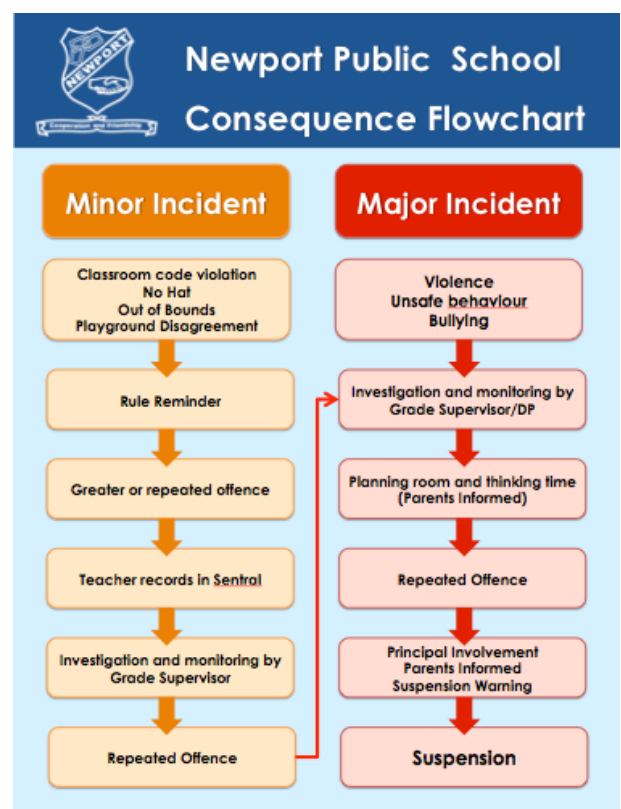 NEWPORT
Cooperation and Friendship
Newport Public School
Consequence Flowchart
Minor Incident
Classroom code violation
No Hat
Out of Bounds
Playground Disagreement
Rule Reminder
Greater or repeated offence
Teacher records in Sentral
Investigation and monitoring by
Grade Supervisor
Repeated Offence
Major Incident
Violence
Unsafe behaviour
Bullying
Investigation and monitoring by
Grade Supervisor/DP
Planning room and thinking time
(Parents Informed)
Repeated Offence
Principal Involvement
Parents Informed
Suspension Warning
Suspension